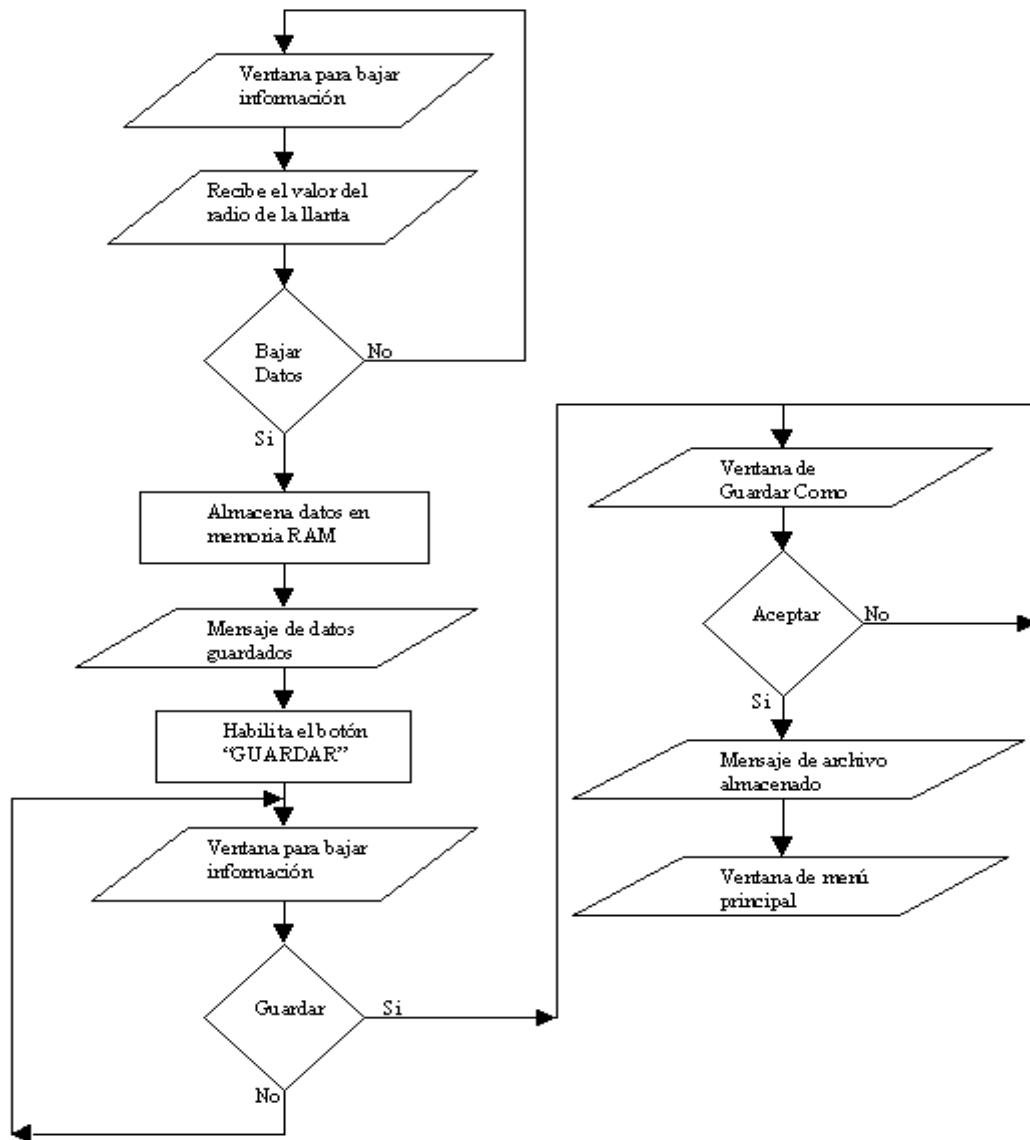 Ventana para bajar
información
Recibe el valor del
radio de la llanta
Bajar
Datos
No
Si
Almacena datos en
memoria RAM
Mensaje de datos
guardados
Habilita el botón
“GUARDAR”
Ventana para bajar
información
Guardar
Si
No
Ventana de
Guardar Como
Aceptar
No
Si
Mensaje de archivo
almacenado
Ventana de menú
principal